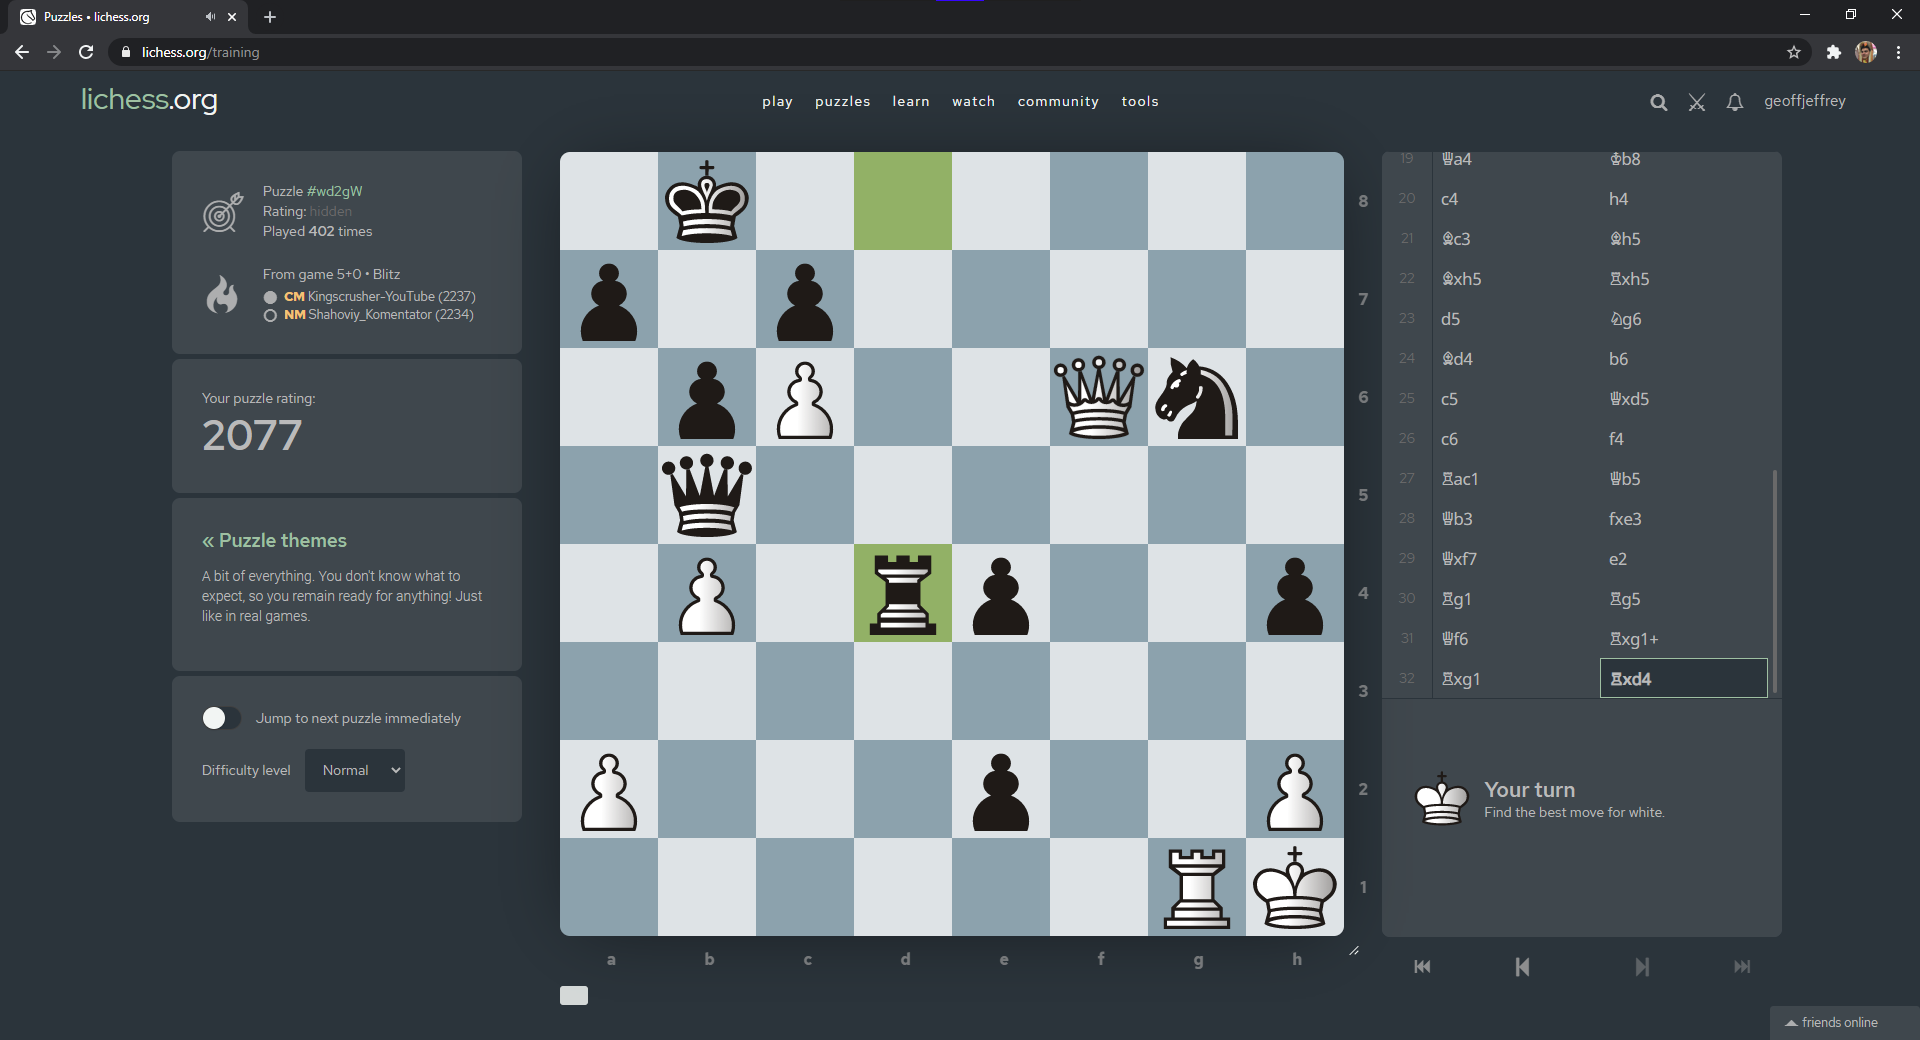 Puzzles • lichess.org
lichess.org/training
lichess.org
play puzzles learn watch community tools
geoffjeffrey
Puzzle #wd2gW
Rating: hidden
Played 402 times
From game 5+0 • Blitz
CM Kingscrusher-YouTube (2237)
NM Shahoviy_Komentator (2234)
Your puzzle rating:
2077
« Puzzle themes
A bit of everything. You don't know what to
expect, so you remain ready for anything! Just
like in real games.
Jump to next puzzle immediately
Difficulty level Normal
8
7
6
5
4
3
2
1
a b c d e f g h
19 ♕a4 ♔b8
20 c4 h4
21 ♗c3 ♗h5
22 ♗xh5 ♖xh5
23 d5 ♘g6
24 ♗d4 b6
25 c5 ♕xd5
26 c6 f4
27 ♖ac1 ♕b5
28 ♕b3 fxe3
29 ♕xf7 e2
30 ♖g1 ♖g5
31 ♕f6 ♖xg1+
32 ♖xg1 ♖xd4
Your turn
Find the best move for white.
friends online